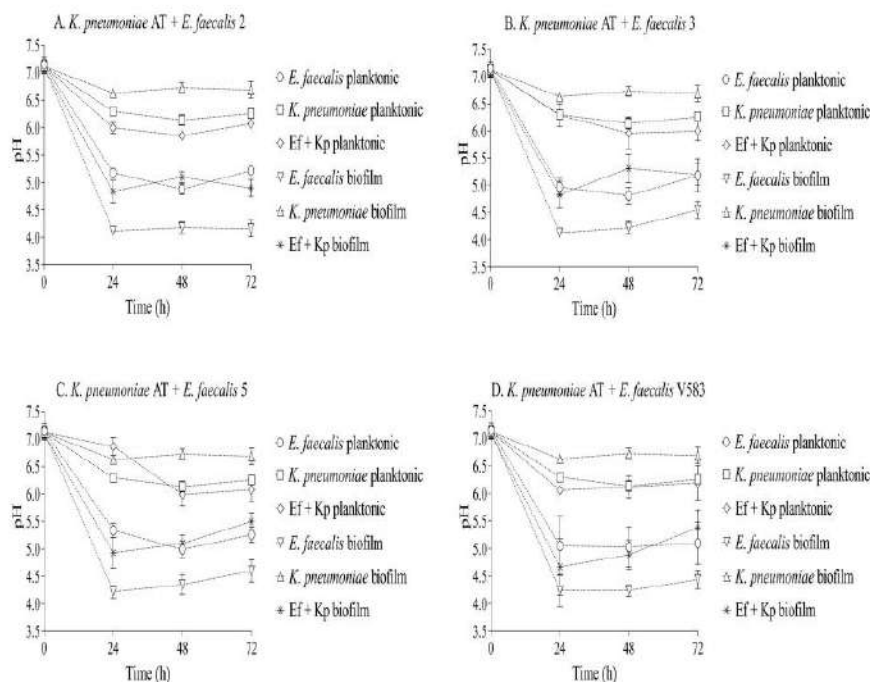 A. K. pneumoniae AT + E. faecalis 2
7.5
7.0
6.5
6.0
5.5
5.0
4.5
4.0
3.5
pH
0
24
48
72
Time (h)
E. faecalis planktonic
K. pneumoniae planktonic
Ef + Kp planktonic
E. faecalis biofilm
K. pneumoniae biofilm
Ef + Kp biofilm
B. K. pneumoniae AT + E. faecalis 3
7.5
7.0
6.5
6.0
5.5
5.0
4.5
4.0
3.5
pH
0
24
48
72
Time (h)
E. faecalis planktonic
K. pneumoniae planktonic
Ef + Kp planktonic
E. faecalis biofilm
K. pneumoniae biofilm
Ef + Kp biofilm
C. K. pneumoniae AT + E. faecalis 5
7.5
7.0
6.5
6.0
5.5
5.0
4.5
4.0
3.5
pH
0
24
48
72
Time (h)
E. faecalis planktonic
K. pneumoniae planktonic
Ef + Kp planktonic
E. faecalis biofilm
K. pneumoniae biofilm
Ef + Kp biofilm
D. K. pneumoniae AT + E. faecalis V583
7.5
7.0
6.5
6.0
5.5
5.0
4.5
4.0
3.5
pH
0
24
48
72
Time (h)
E. faecalis planktonic
K. pneumoniae planktonic
Ef + Kp planktonic
E. faecalis biofilm
K. pneumoniae biofilm
Ef + Kp biofilm